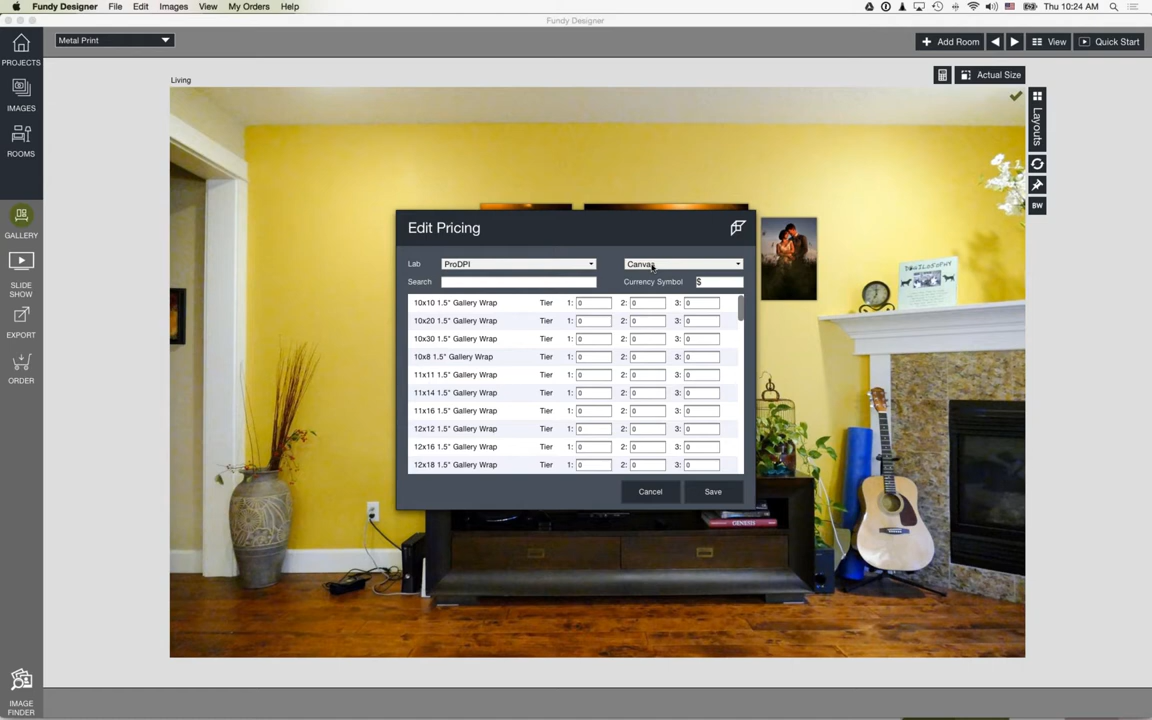 Fundy Designer File Edit Images View My Orders Help Thu 10:24 AM
Fundy Designer
Metal Print
Add Room View Quick Start
PROJECTS
IMAGES
ROOMS
GALLERY
SLIDE
SHOW
EXPORT
ORDER
IMAGE
FINDER
Living
Actual Size
Layouts
BW
Edit Pricing
Lab ProDPI Canvas
Search Currency Symbol $
10x10 1.5" Gallery Wrap Tier 1: 0 2: 0 3: 0
10x20 1.5" Gallery Wrap Tier 1: 0 2: 0 3: 0
10x30 1.5" Gallery Wrap Tier 1: 0 2: 0 3: 0
10x8 1.5" Gallery Wrap Tier 1: 0 2: 0 3: 0
11x11 1.5" Gallery Wrap Tier 1: 0 2: 0 3: 0
11x14 1.5" Gallery Wrap Tier 1: 0 2: 0 3: 0
11x16 1.5" Gallery Wrap Tier 1: 0 2: 0 3: 0
12x12 1.5" Gallery Wrap Tier 1: 0 2: 0 3: 0
12x16 1.5" Gallery Wrap Tier 1: 0 2: 0 3: 0
12x18 1.5" Gallery Wrap Tier 1: 0 2: 0 3: 0
Cancel Save
GENESIS